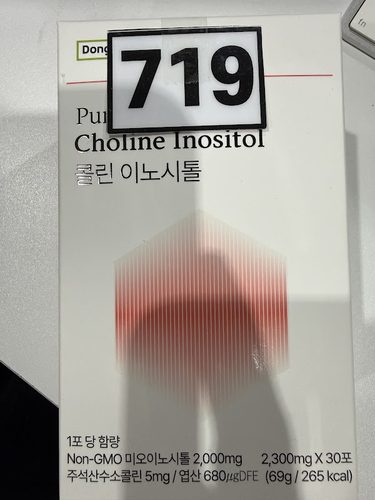 Dong
719
Pur
Choline Inositol
콜린 이노시톨
1포 당 함량
Non-GMO 미오이노시톨 2,000mg 2,300mg X 30포
주석산수소콜린 5mg / 엽산 680μgDFE (69g / 265 kcal)
fn